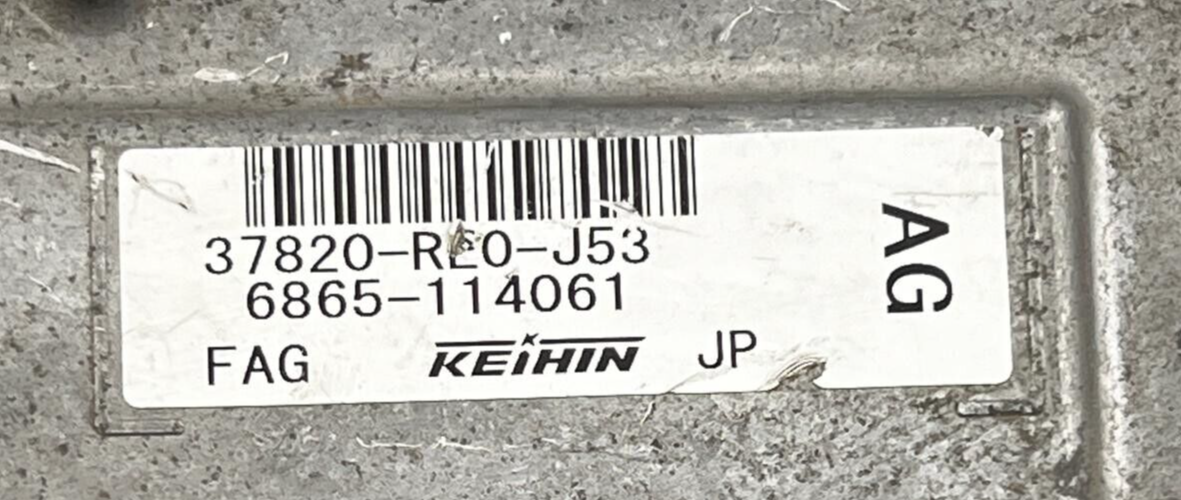 37820-RE0-J53
6865-114061
FAG KEIHIN JP
AG